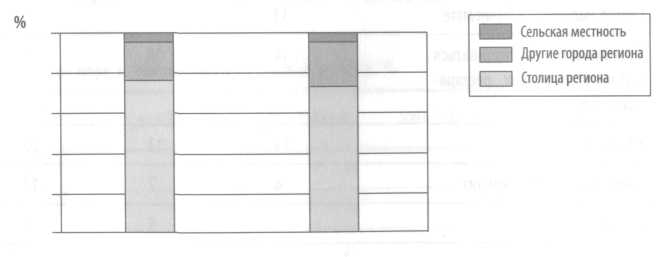 %
Сельская местность
Другие города региона
Столица региона